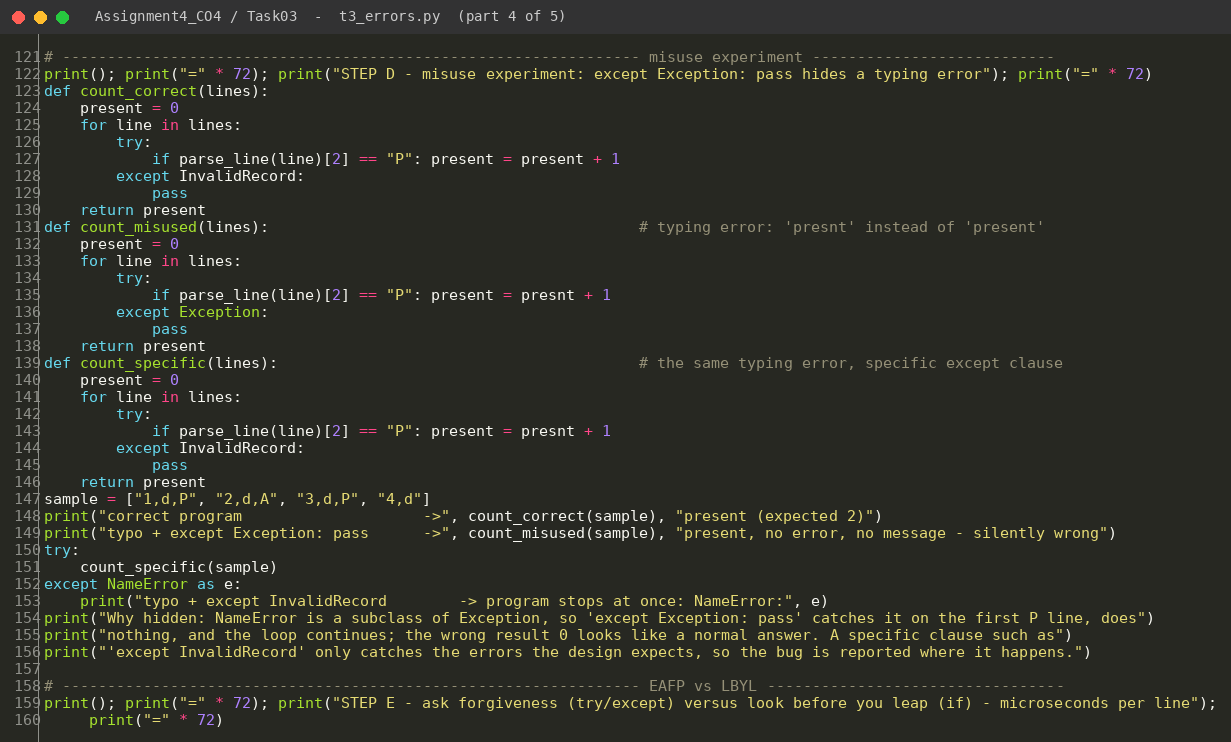 Assignment4_CO4 / Task03  -  t3_errors.py  (part 4 of 5)
121 # ---------------------------------------------------------------- misuse experiment --------------------------
122 print(); print("=" * 72); print("STEP D - misuse experiment: except Exception: pass hides a typing error"); print("=" * 72)
123 def count_correct(lines):
124     present = 0
125     for line in lines:
126         try:
127             if parse_line(line)[2] == "P": present = present + 1
128         except InvalidRecord:
129             pass
130     return present
131 def count_misused(lines):                                         # typing error: 'presnt' instead of 'present'
132     present = 0
133     for line in lines:
134         try:
135             if parse_line(line)[2] == "P": present = presnt + 1
136         except Exception:
137             pass
138     return present
139 def count_specific(lines):                                        # the same typing error, specific except clause
140     present = 0
141     for line in lines:
142         try:
143             if parse_line(line)[2] == "P": present = presnt + 1
144         except InvalidRecord:
145             pass
146     return present
147 sample = ["1,d,P", "2,d,A", "3,d,P", "4,d"]
148 print("correct program                    ->", count_correct(sample), "present (expected 2)")
149 print("typo + except Exception: pass      ->", count_misused(sample), "present, no error, no message - silently wrong")
150 try:
151     count_specific(sample)
152 except NameError as e:
153     print("typo + except InvalidRecord        -> program stops at once: NameError:", e)
154 print("Why hidden: NameError is a subclass of Exception, so 'except Exception: pass' catches it on the first P line, does")
155 print("nothing, and the loop continues; the wrong result 0 looks like a normal answer. A specific clause such as")
156 print("'except InvalidRecord' only catches the errors the design expects, so the bug is reported where it happens.")
157
158 # ---------------------------------------------------------------- EAFP vs LBYL ---------------------------------
159 print(); print("=" * 72); print("STEP E - ask forgiveness (try/except) versus look before you leap (if) - microseconds per line");
160      print("=" * 72)